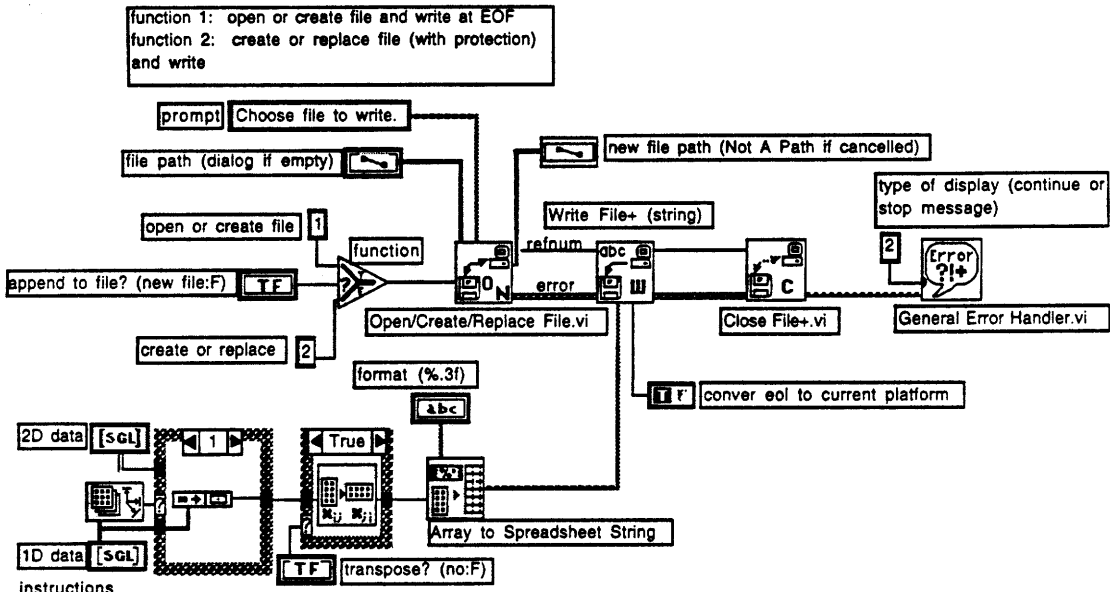 function 1: open or create file and write at EOF
function 2: create or replace file (with protection)
and write
prompt
Choose file to write.
file path (dialog if empty)
new file path (Not A Path if cancelled)
type of display (continue or
stop message)
open or create file
1
function
Write File+ (string)
refnum
abc
2
Error
?!+
append to file? (new file:F)
TF
?
O
N
error
W
C
Open/Create/Replace File.vi
Close File+.vi
General Error Handler.vi
create or replace
2
format (%.3f)
abc
T F
conver eol to current platform
2D data
[SGL]
1
True
?
Xij Xji
?
Array to Spreadsheet String
1D data
[SGL]
TF
transpose? (no:F)
instructions